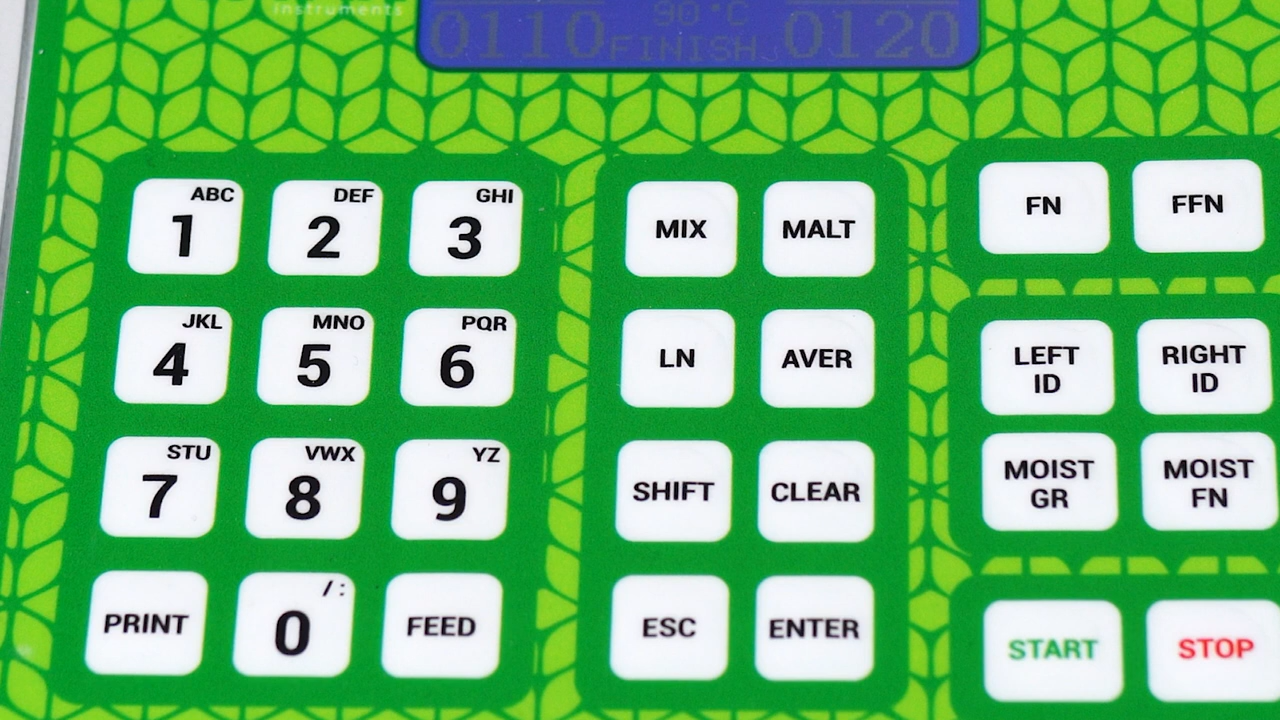 Instruments
90°C
0110 FINISH 0120
ABC
1
DEF
2
GHI
3
JKL
4
MNO
5
PQR
6
STU
7
VWX
8
YZ
9
PRINT
/ :
0
FEED
MIX
MALT
LN
AVER
SHIFT
CLEAR
ESC
ENTER
FN
FFN
LEFT
ID
RIGHT
ID
MOIST
GR
MOIST
FN
START
STOP